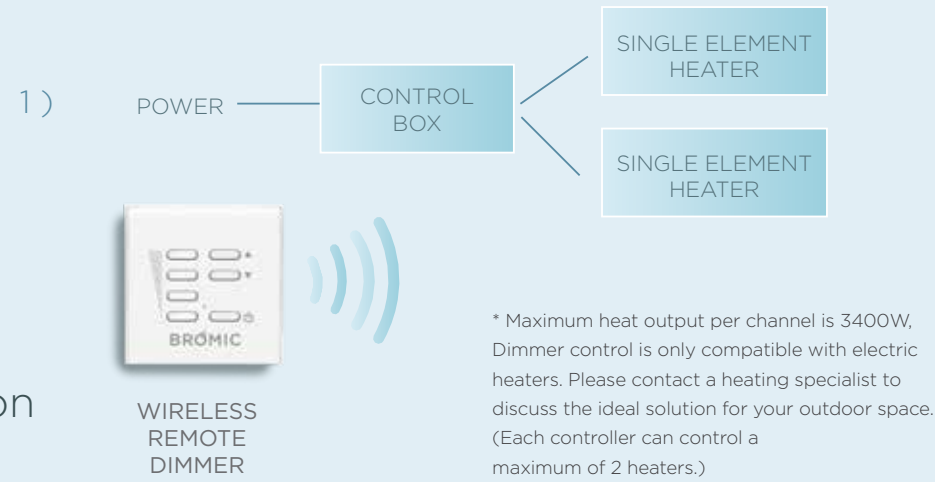 1)
POWER
CONTROL
BOX
SINGLE ELEMENT
HEATER
SINGLE ELEMENT
HEATER
BROMIC
on
WIRELESS
REMOTE
DIMMER
* Maximum heat output per channel is 3400W,
Dimmer control is only compatible with electric
heaters. Please contact a heating specialist to
discuss the ideal solution for your outdoor space.
(Each controller can control a
maximum of 2 heaters.)